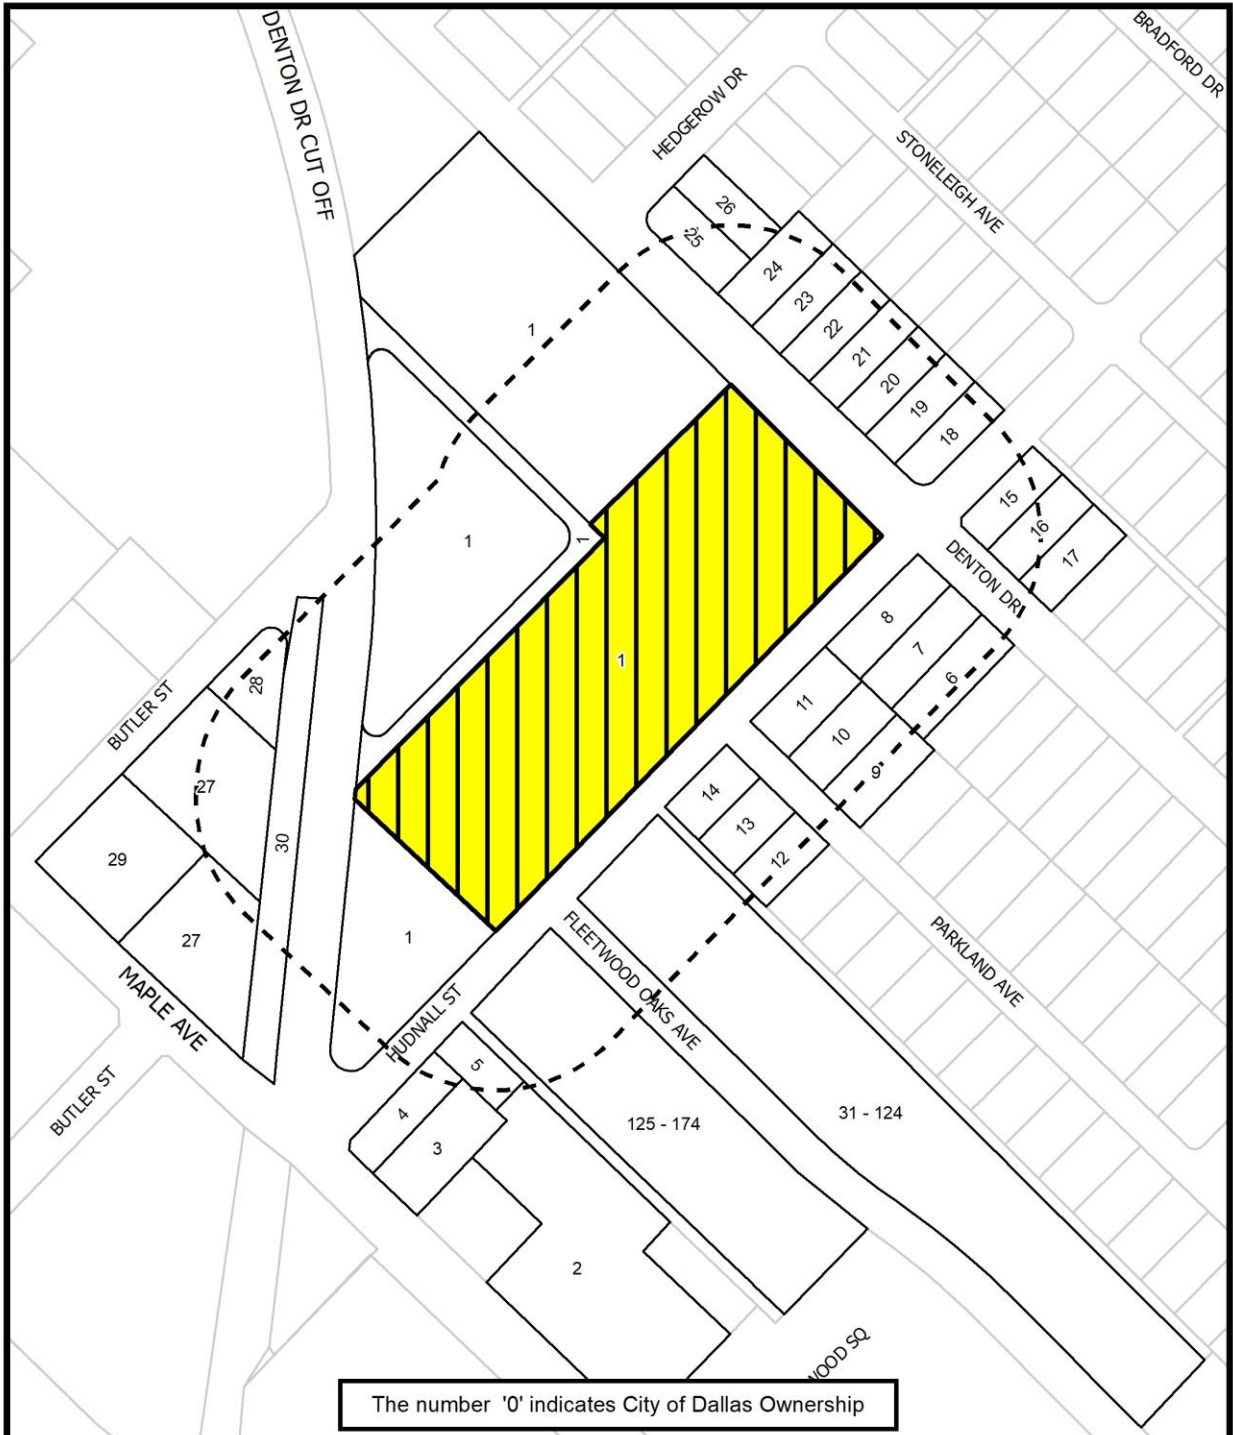 BRADFORD DR
DENTON DR CUT OFF
HEDGEROW DR
STONELEIGH AVE
26
25
24
23
22
21
20
19
18
1
15
16
17
1
1
DENTON DR
8
7
6
1
11
10
9
28
BUTLER ST
27
14
13
12
30
29
27
1
FLEETWOOD OAKS AVE
PARKLAND AVE
MAPLE AVE
HUDNALL ST
5
4
3
BUTLER ST
125 - 174
31 - 124
2
WOOD SQ
The number '0' indicates City of Dallas Ownership